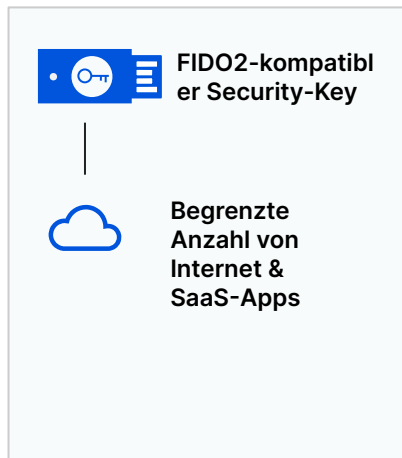 FIDO2-kompatibl
er Security-Key
Begrenzte
Anzahl von
Internet &
SaaS-Apps